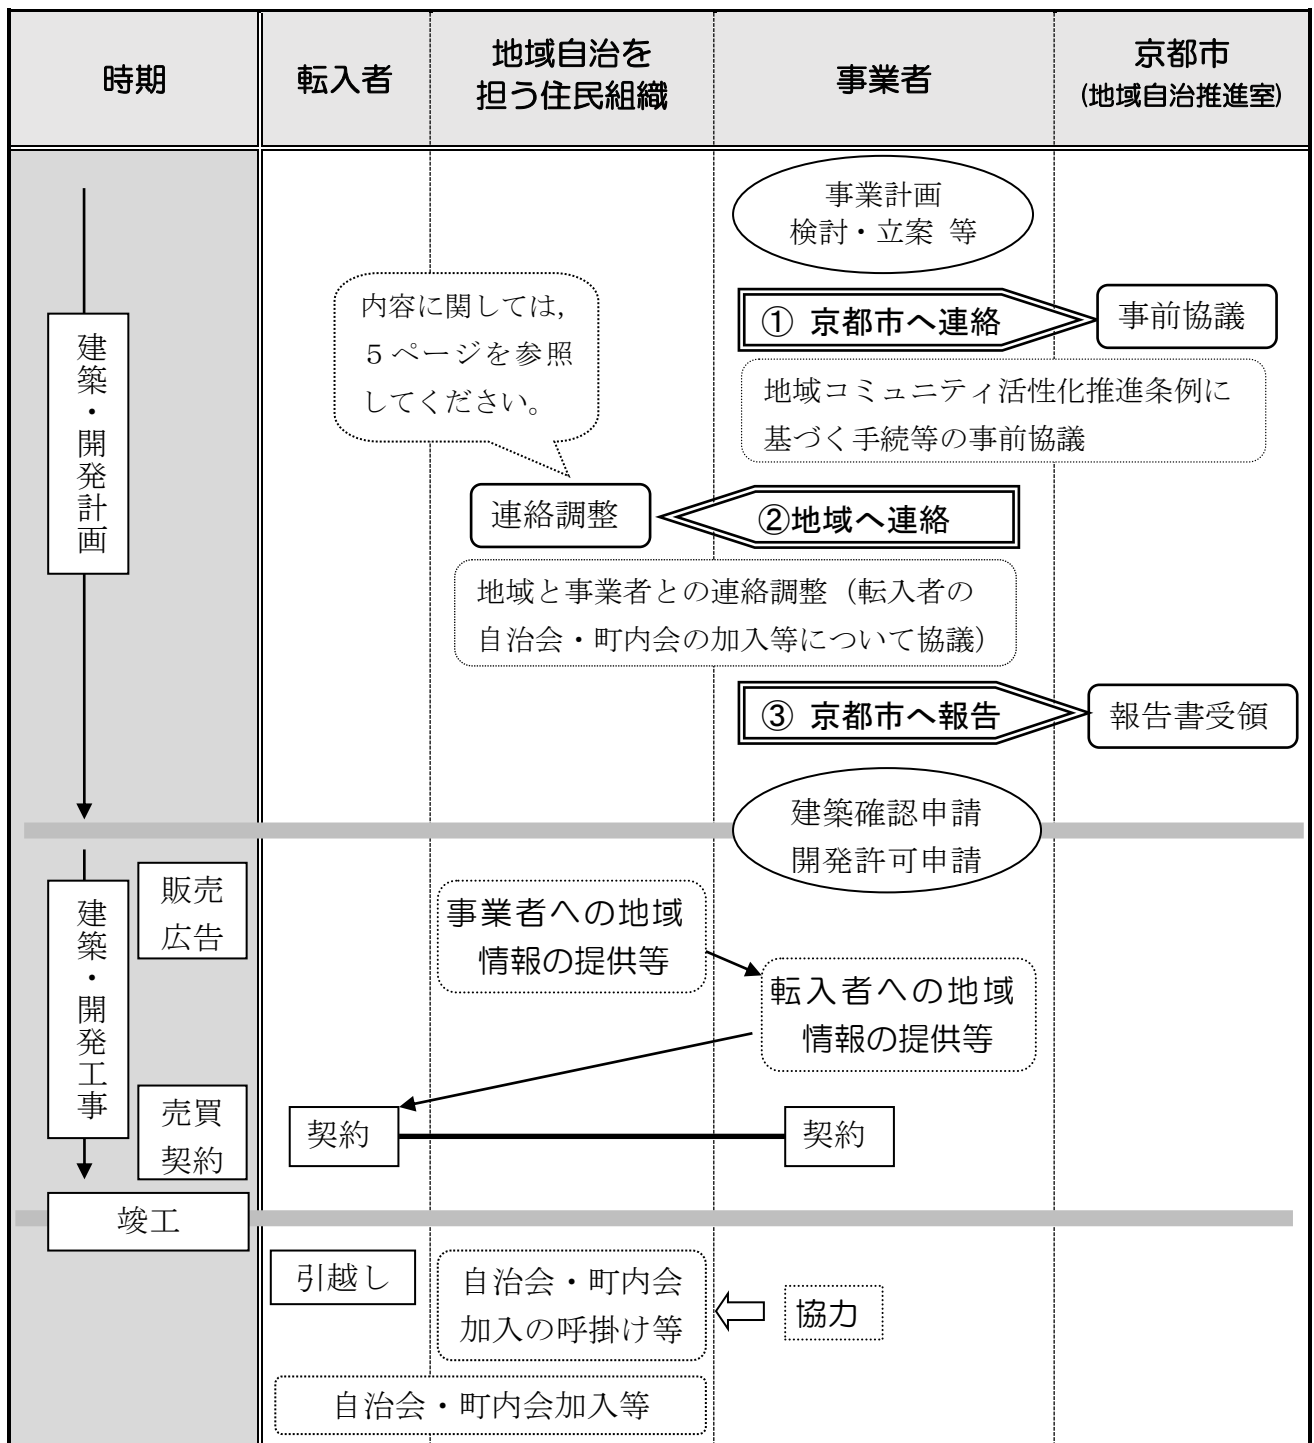 時期
転入者
地域自治を
担う住民組織
事業者
京都市
(地域自治推進室)
事業計画
検討・立案 等
内容に関しては,
5ページを参照
してください。
① 京都市へ連絡
事前協議
建築・開発計画
地域コミュニティ活性化推進条例に
基づく手続等の事前協議
連絡調整
②地域へ連絡
地域と事業者との連絡調整（転入者の
自治会・町内会の加入等について協議）
③ 京都市へ報告
報告書受領
建築確認申請
開発許可申請
建築・開発工事
販売
広告
事業者への地域
情報の提供等
転入者への地域
情報の提供等
売買
契約
契約
契約
竣工
引越し
自治会・町内会
加入の呼掛け等
協力
自治会・町内会加入等